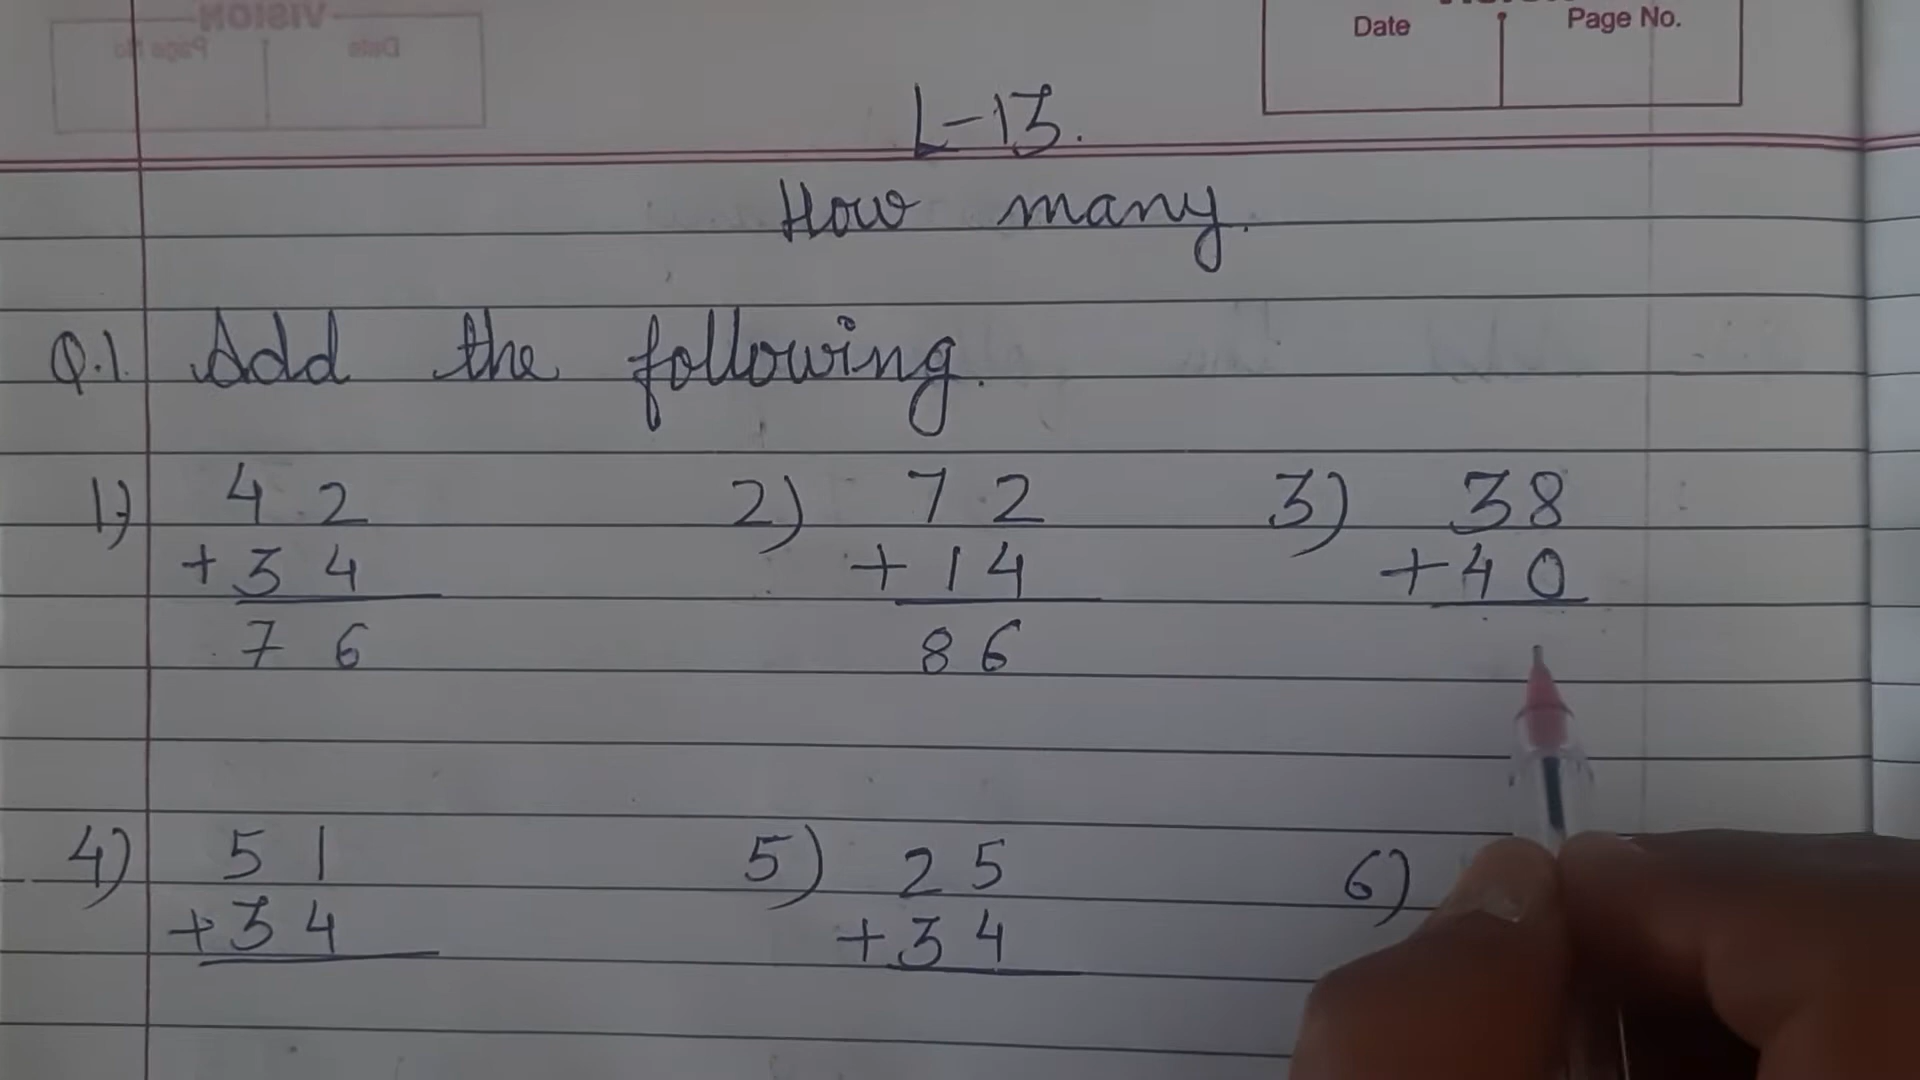 Date Page No.
L-13.
How many.
Q.1. Add the following.
1) 42 2) 72 3) 38
+34 +14 +40
76 86
4) 51 5) 25 6)
+34 +34